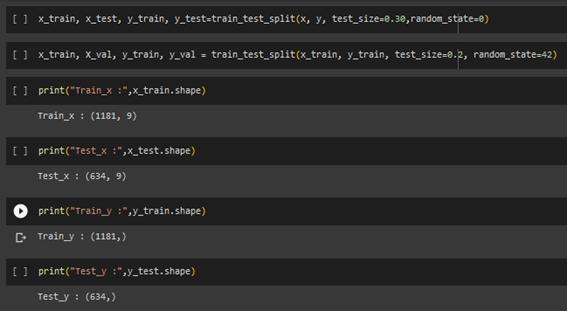 [ ] x_train, x_test, y_train, y_test=train_test_split(x, y, test_size=0.30,random_state=0)
[ ] x_train, X_val, y_train, y_val = train_test_split(x_train, y_train, test_size=0.2, random_state=42)
[ ] print("Train_x :",x_train.shape)
Train_x : (1181, 9)
[ ] print("Test_x :",x_test.shape)
Test_x : (634, 9)
print("Train_y :",y_train.shape)
Train_y : (1181,)
[ ] print("Test_y :",y_test.shape)
Test_y : (634,)